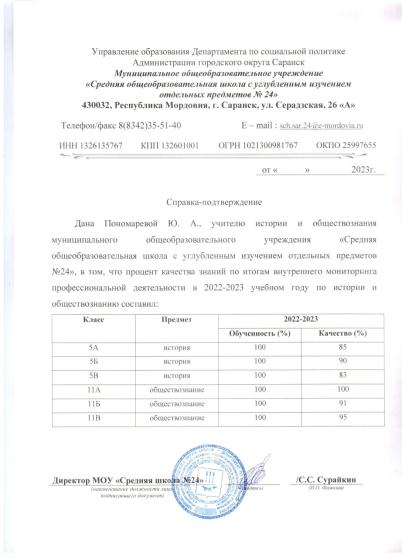 Управление образования Департамента по социальной политике
Администрации городского округа Саранск
Муниципальное общеобразовательное учреждение
«Средняя общеобразовательная школа с углубленным изучением
отдельных предметов № 24»
430032, Республика Мордовия, г. Саранск, ул. Серадзская, 26 «А»
Телефон/факс 8(8342)35-51-40 E – mail : sch.sar.24@e-mordovia.ru
ИНН 1326135767 КПП 132601001 ОГРН 1021300981767 ОКПО 25997655
от « » 2023г.
Справка-подтверждение
Дана Пономаревой Ю. А., учителю истории и обществознания
муниципального общеобразовательного учреждения «Средняя
общеобразовательная школа с углубленным изучением отдельных предметов
№24», в том, что процент качества знаний по итогам внутреннего мониторинга
профессиональной деятельности в 2022-2023 учебном году по истории и
обществознанию составил:
Класс Предмет 2022-2023
Обученность (%) Качество (%)
5А история 100 85
5Б история 100 90
5В история 100 83
11А обществознание 100 100
11Б обществознание 100 91
11В обществознание 100 95
Директор МОУ «Средняя школа №24» /С.С. Сурайкин
(наименование должности лица, (И.О. Фамилия)
подписавшего документ)